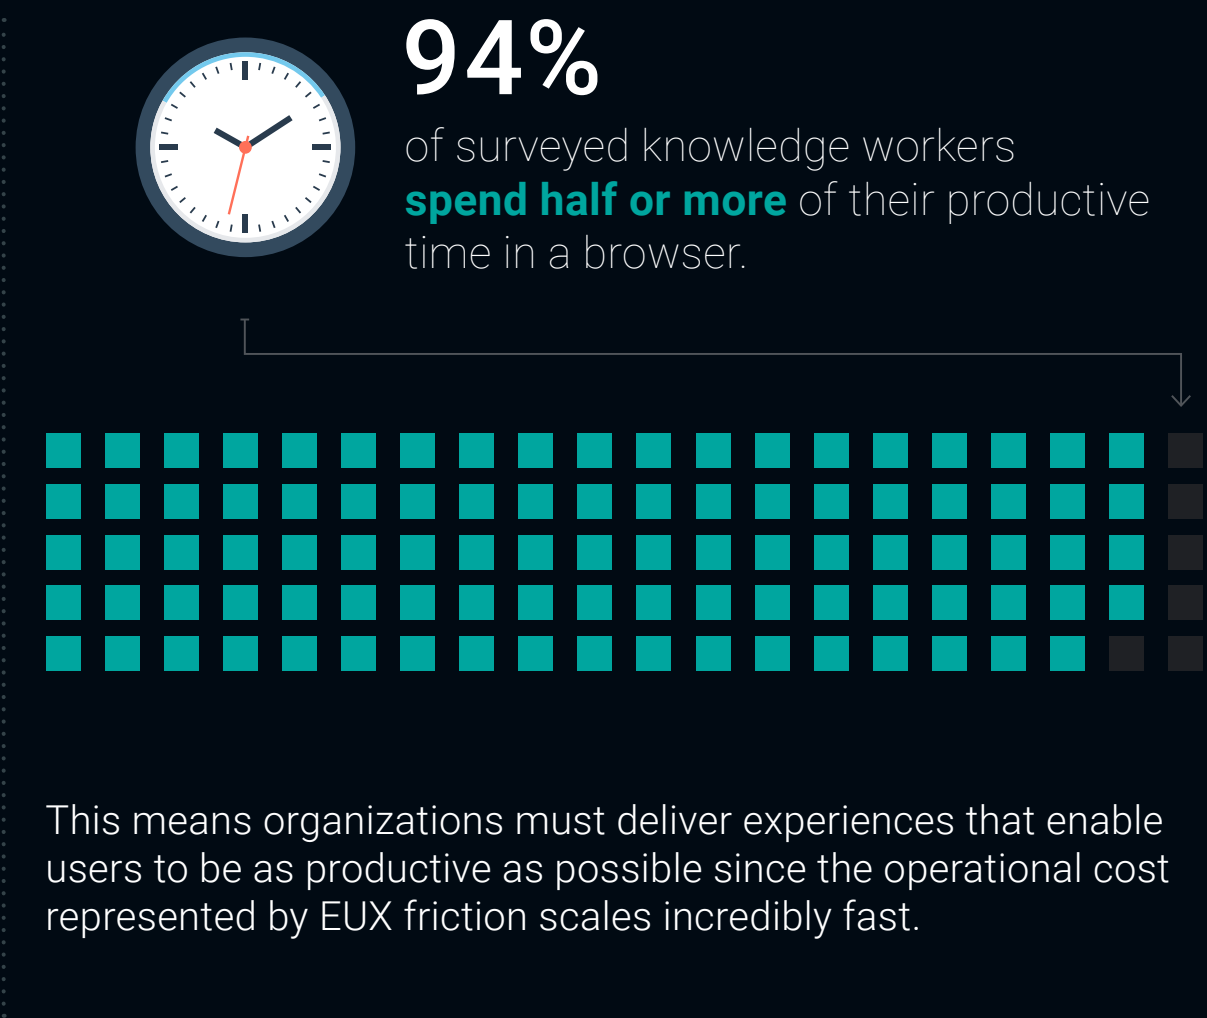 94%
of surveyed knowledge workers
spend half or more of their productive
time in a browser.
This means organizations must deliver experiences that enable
users to be as productive as possible since the operational cost
represented by EUX friction scales incredibly fast.